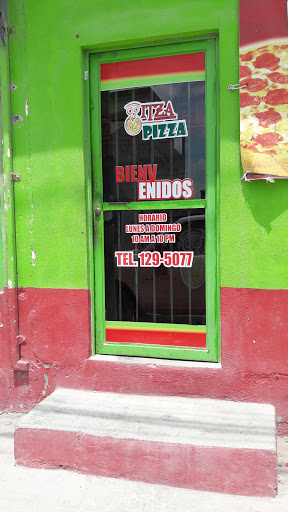 ITZA
PIZZA
BIENV
ENIDOS
HORARIO
LUNES A DOMINGO
10 AM A 10 PM
TEL. 129-5077